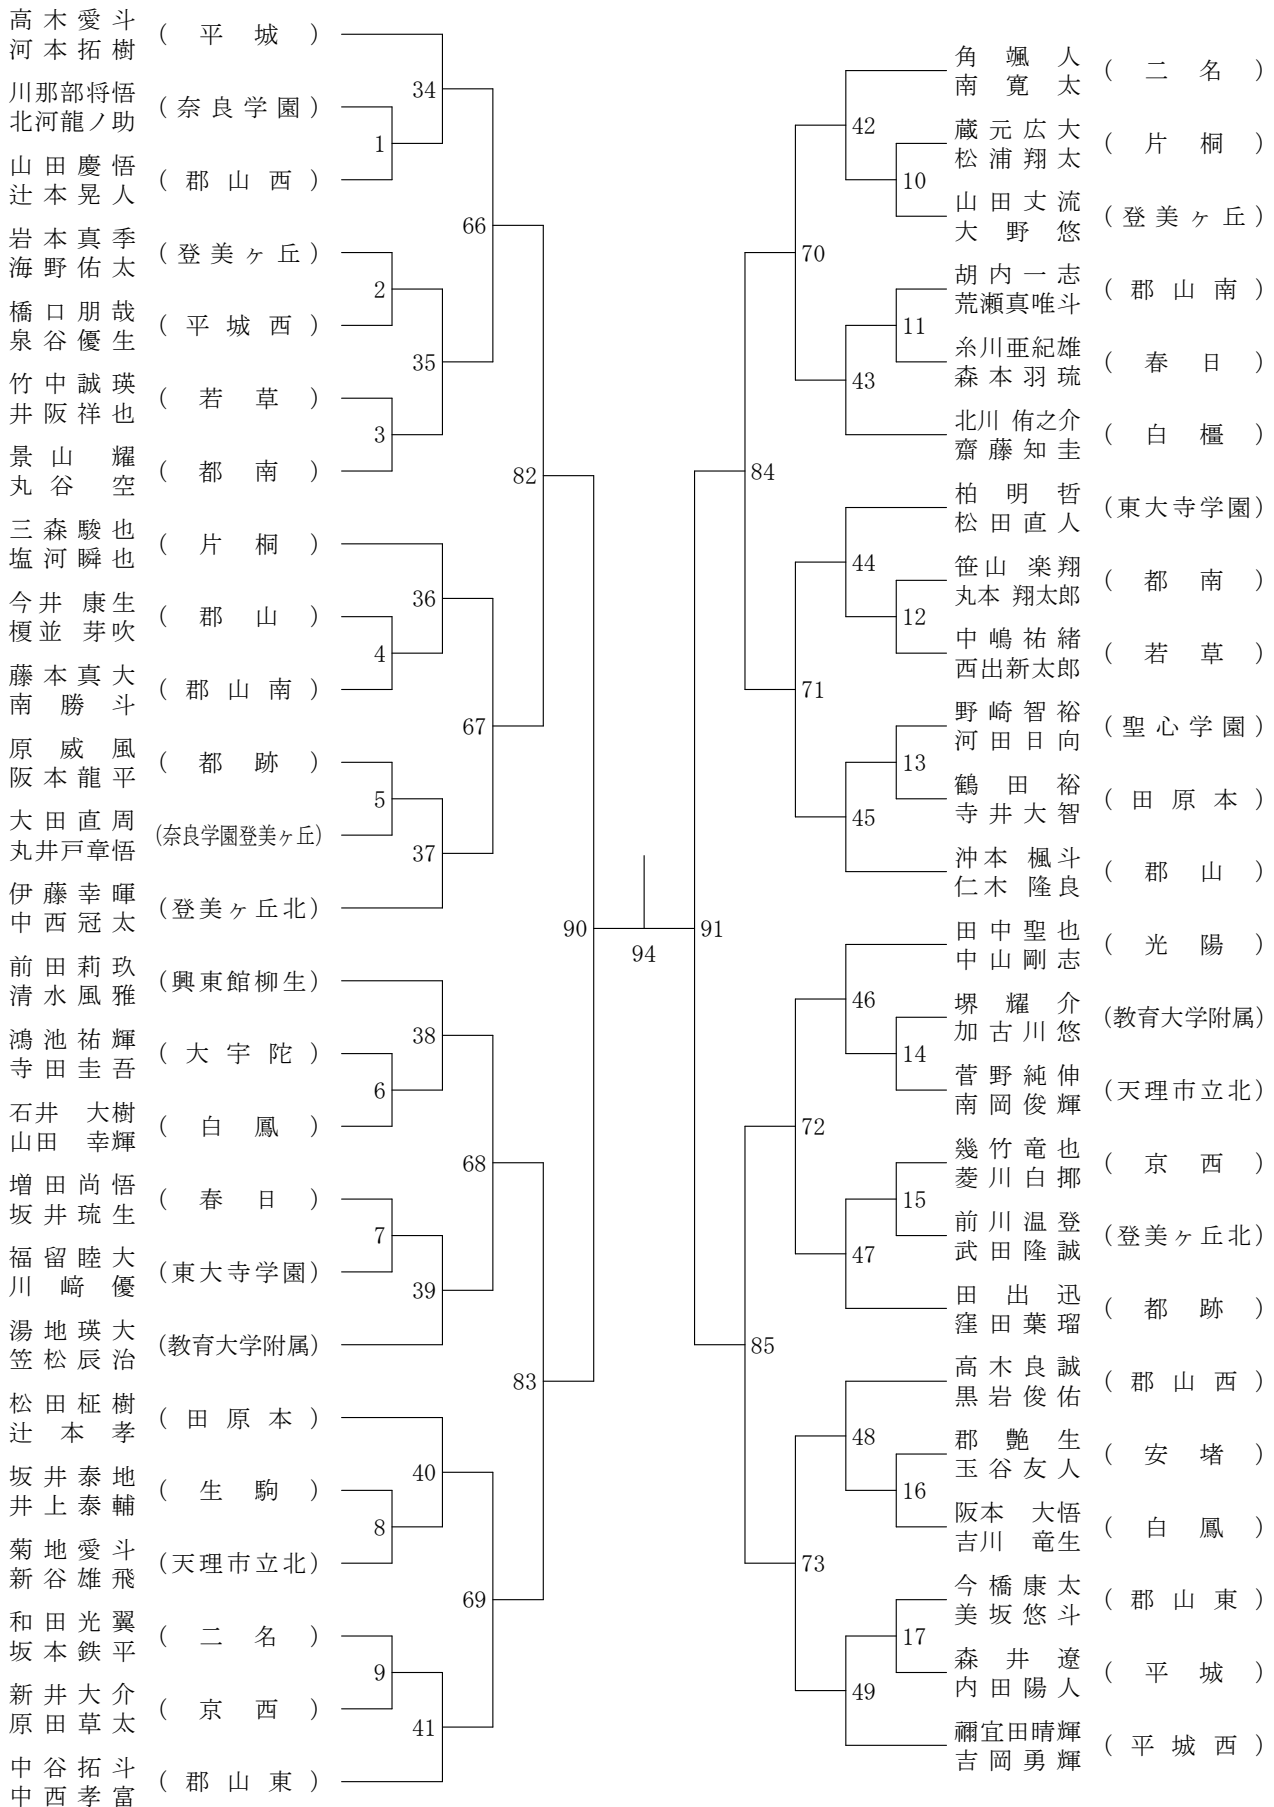 高木愛斗
河本拓樹
(平城)
川那部将悟
北河龍ノ助
(奈良学園)
山田慶悟
辻本晃人
(郡山西)
岩本真季
海野佑太
(登美ヶ丘)
橋口朋哉
泉谷優生
(平城西)
竹中誠瑛
井阪祥也
(若草)
景山耀
丸谷空
(都南)
三森駿也
塩河瞬也
(片桐)
今井康生
榎並芽吹
(郡山)
藤本真大
南勝斗
(郡山南)
原威風
阪本龍平
(都跡)
大田直周
丸井戸章悟
(奈良学園登美ヶ丘)
伊藤幸暉
中西冠太
(登美ヶ丘北)
前田莉玖
清水風雅
(興東館柳生)
鴻池祐輝
寺田圭吾
(大宇陀)
石井大樹
山田幸輝
(白鳳)
増田尚悟
坂井琉生
(春日)
福留睦大
川﨑優
(東大寺学園)
湯地瑛大
笠松辰治
(教育大学附属)
松田柾樹
辻本孝
(田原本)
坂井泰地
井上泰輔
(生駒)
菊地愛斗
新谷雄飛
(天理市立北)
和田光翼
坂本鉄平
(二名)
新井大介
原田草太
(京西)
中谷拓斗
中西孝富
(郡山東)
34
1
66
2
35
3
82
36
4
67
5
37
90
38
6
68
7
39
83
40
8
69
9
41
94
91
42
10
70
11
43
84
44
12
71
13
45
46
14
72
15
47
85
48
16
73
17
49
角颯人
南寛太
(二名)
蔵元広大
松浦翔太
(片桐)
山田丈流
大野悠
(登美ヶ丘)
胡内一志
荒瀬真唯斗
(郡山南)
糸川亜紀雄
森本羽琉
(春日)
北川侑之介
齋藤知圭
(白橿)
柏明哲
松田直人
(東大寺学園)
笹山楽翔
丸本翔太郎
(都南)
中嶋祐緒
西出新太郎
(若草)
野崎智裕
河田日向
(聖心学園)
鶴田裕
寺井大智
(田原本)
沖本楓斗
仁木隆良
(郡山)
田中聖也
中山剛志
(光陽)
堺耀介
加古川悠
(教育大学附属)
菅野純伸
南岡俊輝
(天理市立北)
幾竹竜也
菱川白揶
(京西)
前川温登
武田隆誠
(登美ヶ丘北)
田出迅
窪田葉瑠
(都跡)
高木良誠
黒岩俊佑
(郡山西)
郡艶生
玉谷友人
(安堵)
阪本大悟
吉川竜生
(白鳳)
今橋康太
美坂悠斗
(郡山東)
森井遼
内田陽人
(平城)
禰宜田晴輝
吉岡勇輝
(平城西)